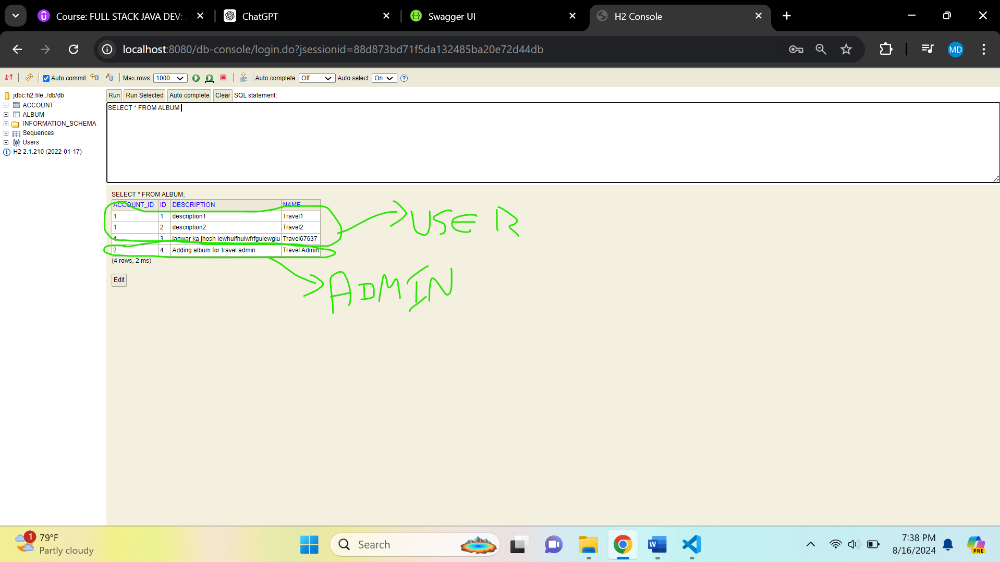 Course: FULL STACK JAVA DEV: J
ChatGPT
Swagger UI
H2 Console
localhost:8080/db-console/login.do?jsessionid=88d873bd71f5da132485ba20e72d44db
MD
Auto commit
Max rows: 1000
Auto complete Off
Auto select On
jdbc:h2:file:./db/db
ACCOUNT
ALBUM
INFORMATION_SCHEMA
Sequences
Users
H2 2.1.210 (2022-01-17)
Run Run Selected Auto complete Clear SQL statement:
SELECT * FROM ALBUM
SELECT * FROM ALBUM;
ACCOUNT_ID ID DESCRIPTION NAME
1 1 description1 Travel1
1 2 description2 Travel2
1 3 janwar ka jhosh iewhuifhuiwfrfguiewgiu Travel67637
2 4 Adding album for travel admin Travel Admin
(4 rows, 2 ms)
Edit
USER
ADMIN
1
79°F
Partly cloudy
Search
7:38 PM
8/16/2024
PRE